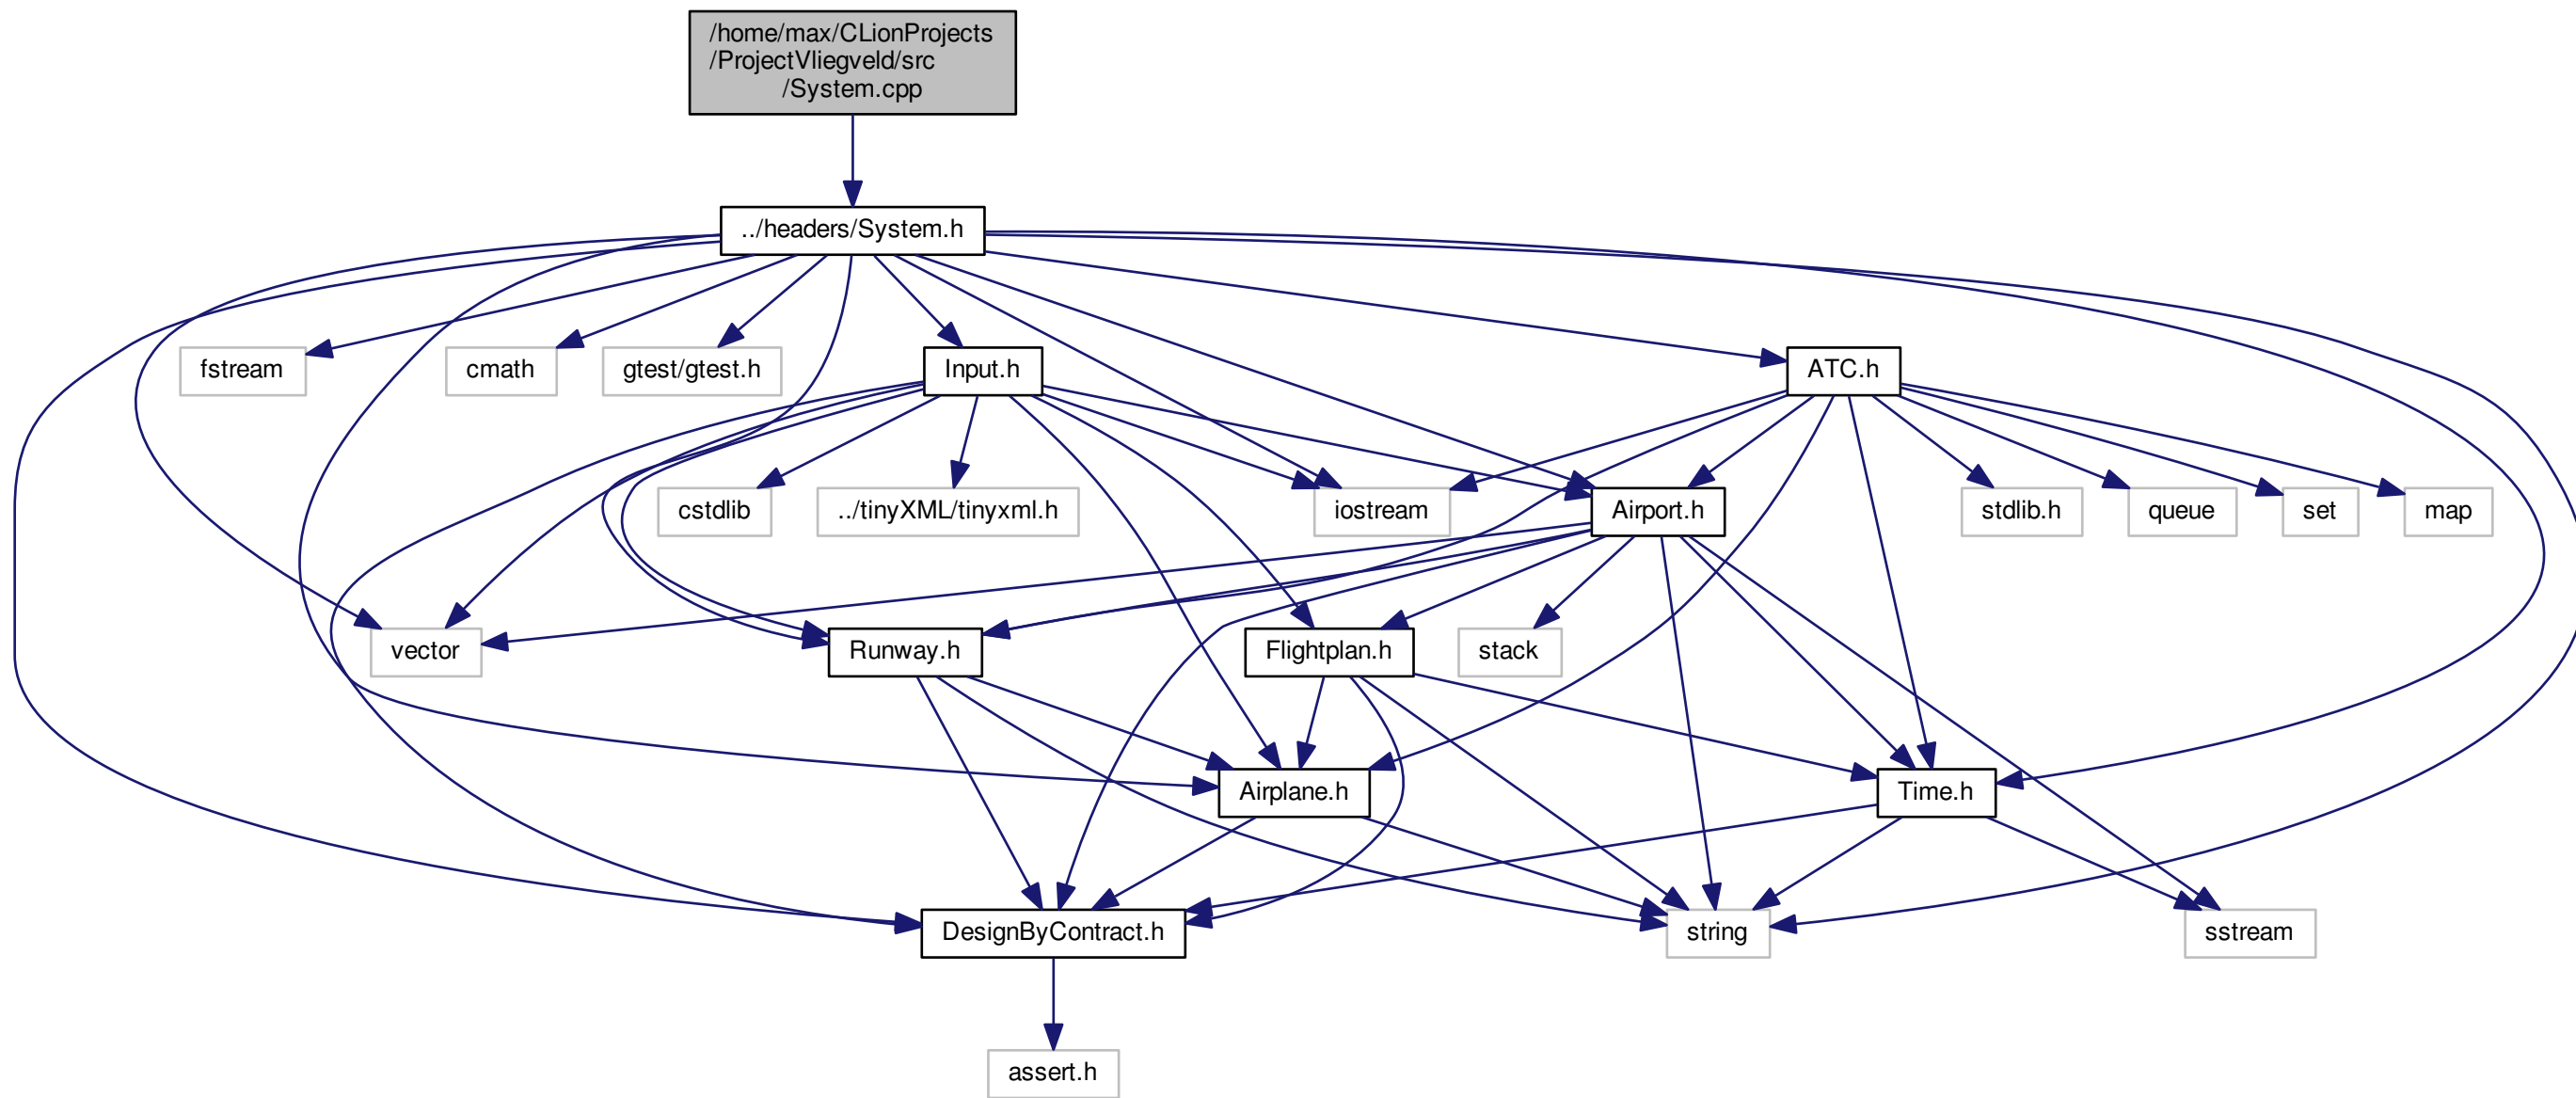 /home/max/CLionProjects
/ProjectVliegveld/src
/System.cpp
../headers/System.h
fstream
cmath
gtest/gtest.h
Input.h
ATC.h
cstdlib
../tinyXML/tinyxml.h
iostream
Airport.h
stdlib.h
queue
set
map
vector
Runway.h
Flightplan.h
stack
Airplane.h
Time.h
DesignByContract.h
string
sstream
assert.h